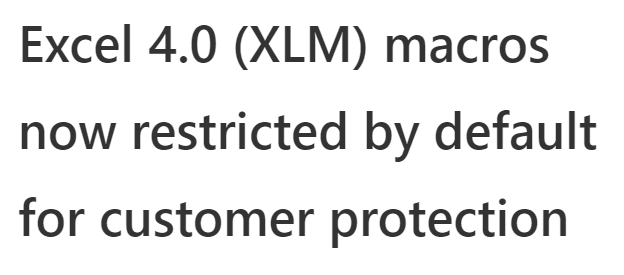 Excel 4.0 (XLM) macros
now restricted by default
for customer protection